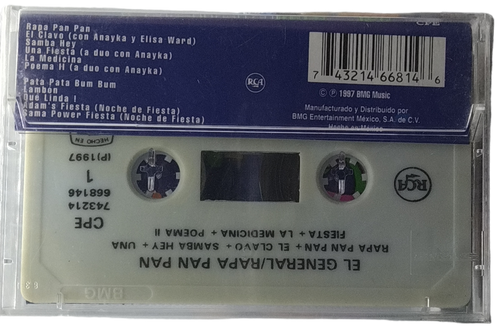 Rapa Pan Pan
El Clavo (con Anayka y Elisa Ward)
Samba Hey
Una Fiesta (a duo con Anayka)
La Medicina
Poema II (a duo con Anayka)
Pata Pata Bum Bum
Lambon
Qué Linda !
Adam's Fiesta (Noche de Fiesta)
Tama Power Fiesta (Noche de Fiesta)
RCA
7 43214 66814 6
℗ 1997 BMG Music
Manufacturado y Distribuido por
BMG Entertainment México, S.A. de C.V.
Hecho en México
BMG
EL GENERAL/RAPA PAN PAN
RAPA PAN PAN + EL CLAVO + SAMBA HEY + UNA
FIESTA + LA MEDICINA + POEMA II
CPE
743214
668146
1
(P)1997
HECHO EN
RCA